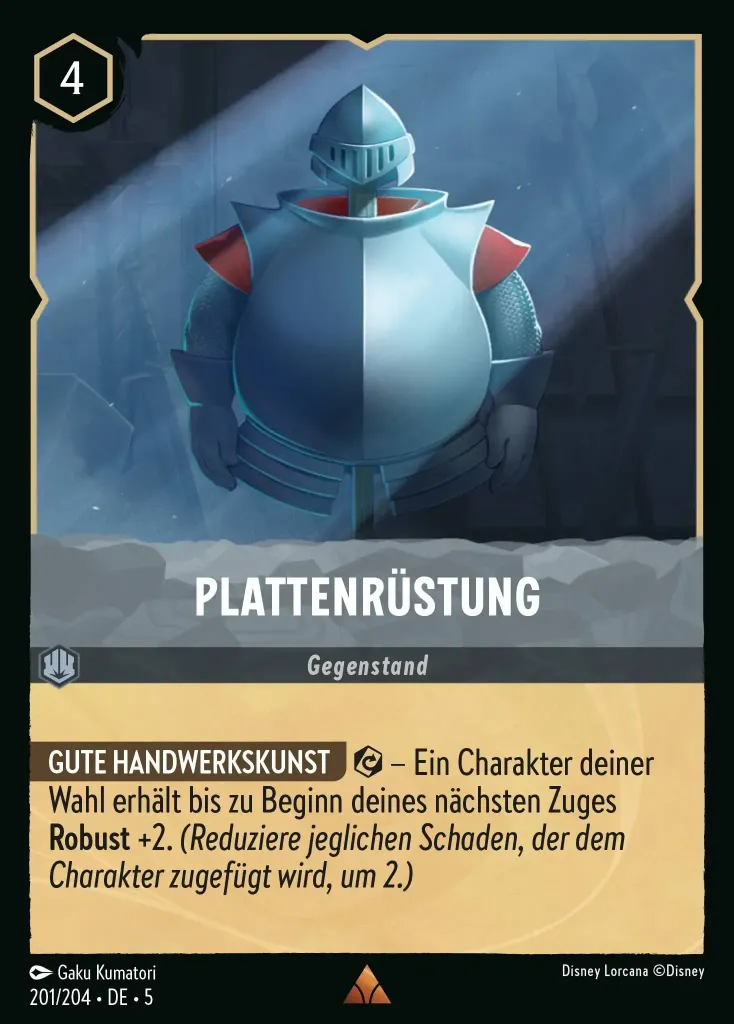 4
PLATTENRÜSTUNG
Gegenstand
GUTE HANDWERKSKUNST – Ein Charakter deiner
Wahl erhält bis zu Beginn deines nächsten Zuges
Robust +2. (Reduziere jeglichen Schaden, der dem
Charakter zugefügt wird, um 2.)
Gaku Kumatori
Disney Lorcana ©Disney
201/204 • DE • 5